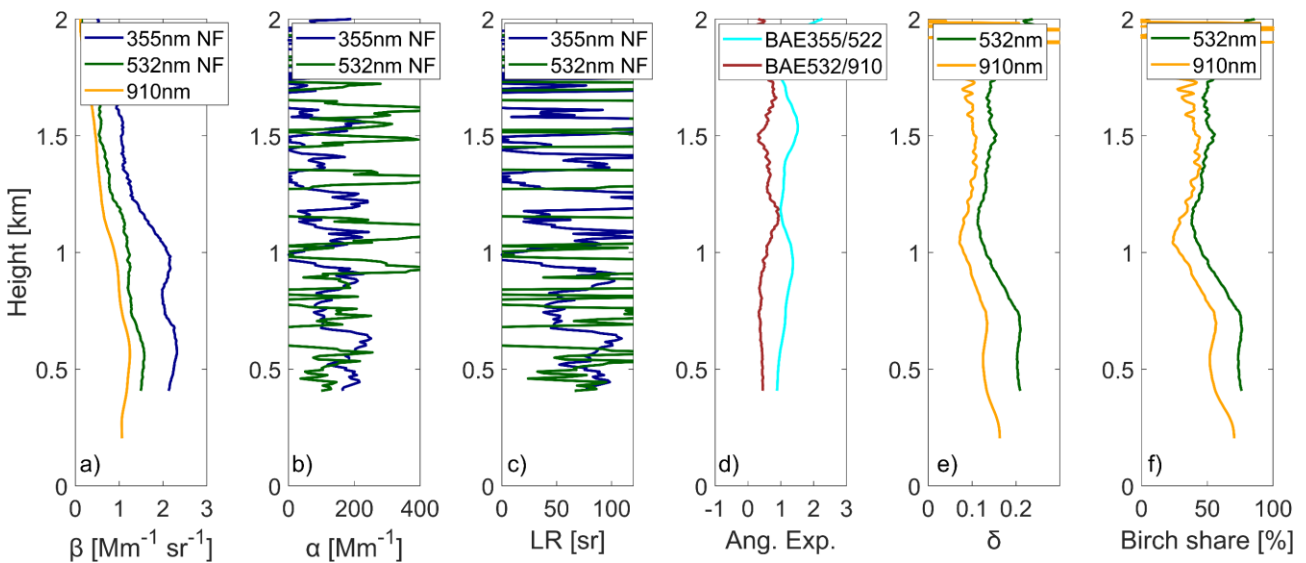 Height [km]
2
1.5
1
0.5
0
355nm NF
532nm NF
910nm
a)
0 1 2 3
β [Mm⁻¹ sr⁻¹]
2
1.5
1
0.5
0
355nm NF
532nm NF
b)
0 200 400
α [Mm⁻¹]
2
1.5
1
0.5
0
355nm NF
532nm NF
c)
0 50 100
LR [sr]
2
1.5
1
0.5
0
BAE355/522
BAE532/910
d)
-1 0 1 2 3
Ang. Exp.
2
1.5
1
0.5
0
532nm
910nm
e)
0 0.1 0.2
δ
2
1.5
1
0.5
0
532nm
910nm
f)
0 50 100
Birch share [%]